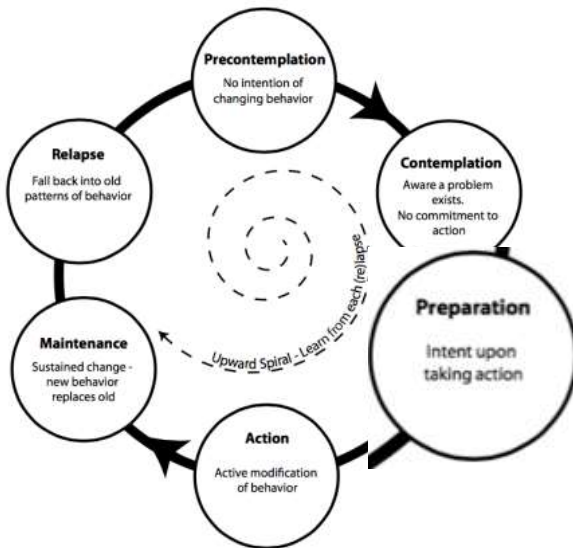 Precontemplation
No intention of
changing behavior
Contemplation
Aware a problem
exists.
No commitment to
action
Preparation
Intent upon
taking action
Action
Active modification
of behavior
Maintenance
Sustained change -
new behavior
replaces old
Relapse
Fall back into old
patterns of behavior
Upward Spiral - Learn from each (re)lapse